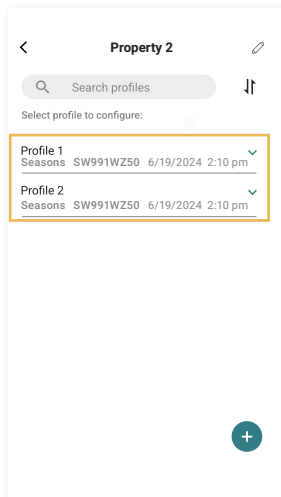 Property 2
Search profiles
Select profile to configure:
Profile 1
Seasons SW991WZ50 6/19/2024 2:10 pm
Profile 2
Seasons SW991WZ50 6/19/2024 2:10 pm